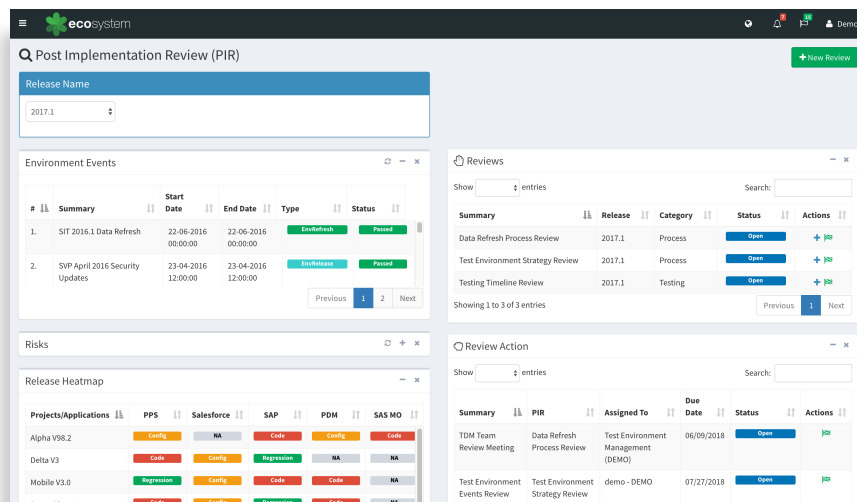 ecosystem
7
15
Demo
Post Implementation Review (PIR)
+ New Review
Release Name
2017.1
Environment Events
# Summary Start Date End Date Type Status
1. SIT 2016.1 Data Refresh 22-06-2016 00:00:00 22-06-2016 00:00:00 EnvRefresh Passed
2. SVP April 2016 Security Updates 23-04-2016 12:00:00 23-04-2016 12:00:00 EnvRelease Passed
Previous 1 2 Next
Risks
Release Heatmap
Projects/Applications PPS Salesforce SAP PDM SAS MO
Alpha V98.2 Config NA Code Config Code
Delta V3 Code Config Regression NA NA
Mobile V3.0 Regression Config Code Code NA
Code Config Regression Code NA
Reviews
Show entries Search:
Summary Release Category Status Actions
Data Refresh Process Review 2017.1 Process Open
Test Environment Strategy Review 2017.1 Process Open
Testing Timeline Review 2017.1 Testing Open
Showing 1 to 3 of 3 entries
Previous 1 Next
Review Action
Show entries Search:
Summary PIR Assigned To Due Date Status Actions
TDM Team Review Meeting Data Refresh Process Review Test Environment Management (DEMO) 06/09/2018 Open
Test Environment Events Review Test Environment Strategy Review demo - DEMO 07/27/2018 Open